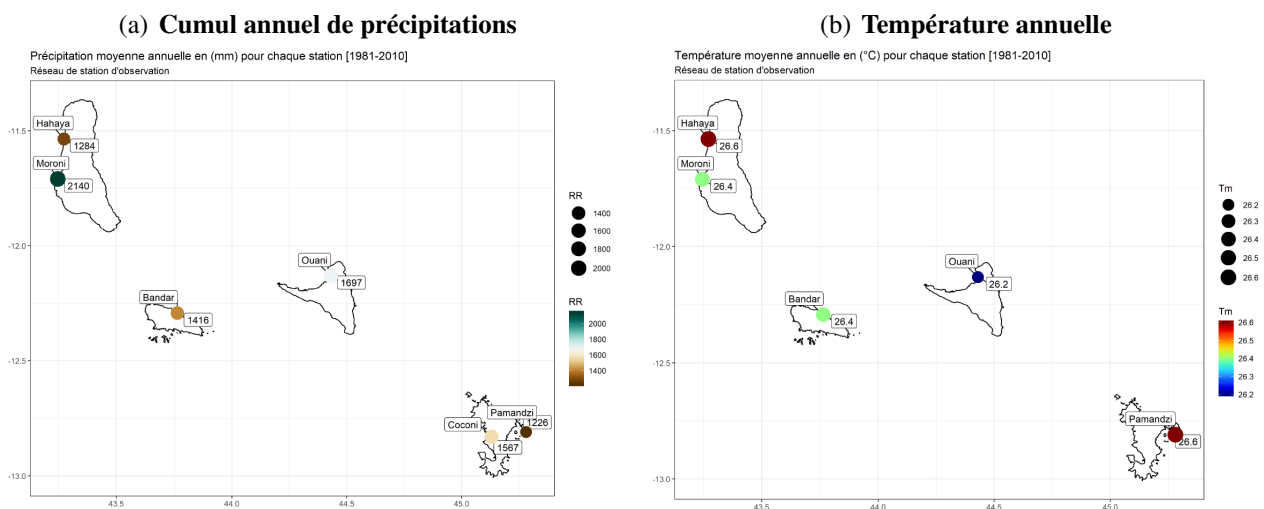 (a) Cumul annuel de précipitations
Précipitation moyenne annuelle en (mm) pour chaque station [1981-2010]
Réseau de station d'observation
-11.5
-12.0
-12.5
-13.0
43.5
44.0
44.5
45.0
Hahaya
1284
Moroni
2140
Ouani
1697
Bandar
1416
Pamandzi
1226
Coconi
1567
RR
1400
1600
1800
2000
RR
2000
1800
1600
1400
(b) Température annuelle
Température moyenne annuelle en (°C) pour chaque station [1981-2010]
Réseau de station d'observation
-11.5
-12.0
-12.5
-13.0
43.5
44.0
44.5
45.0
Hahaya
26.6
Moroni
26.4
Ouani
26.2
Bandar
26.4
Pamandzi
26.6
Tm
26.2
26.3
26.4
26.5
26.6
Tm
26.6
26.5
26.4
26.3
26.2